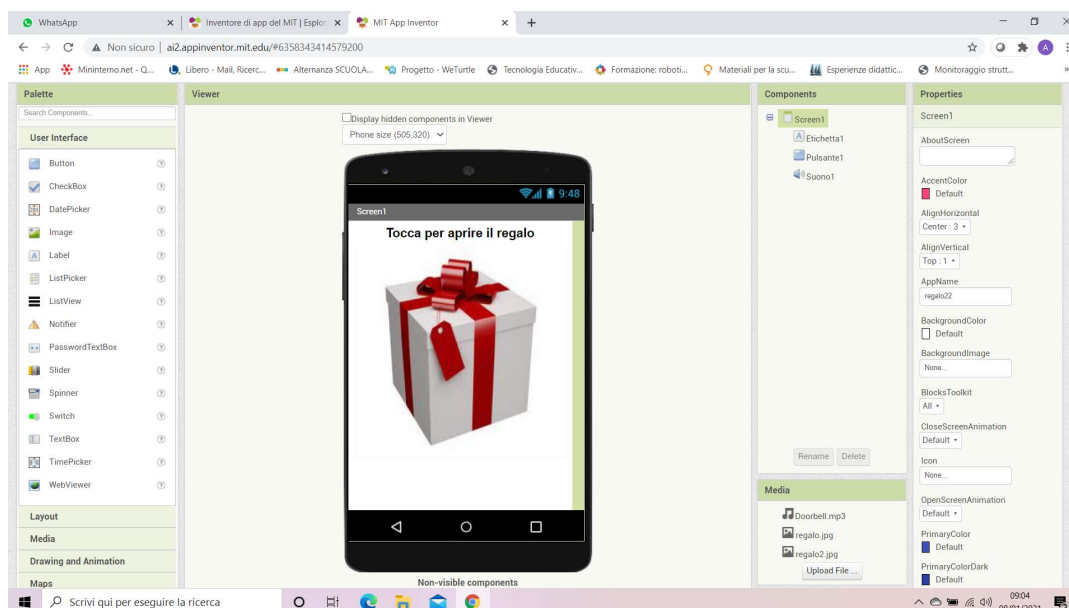 WhatsApp
Inventore di app del MIT | Esplor
MIT App Inventor
Non sicuro | ai2.appinventor.mit.edu/#6358343414579200
App
Mininterno.net - Q...
Libero - Mail, Ricerc...
Alternanza SCUOLA...
Progetto - WeTurtle
Tecnologia Educativ...
Formazione: roboti...
Materiali per la scu...
Esperienze didattic...
Monitoraggio strutt...
Palette
Search Components...
User Interface
Button
CheckBox
DatePicker
Image
Label
ListPicker
ListView
Notifier
PasswordTextBox
Slider
Spinner
Switch
TextBox
TimePicker
WebViewer
Layout
Media
Drawing and Animation
Maps
Viewer
Display hidden components in Viewer
Phone size (505,320)
9:48
Screen1
Tocca per aprire il regalo
Non-visible components
Components
Screen1
Etichetta1
Pulsante1
Suono1
Rename Delete
Media
Doorbell.mp3
regalo.jpg
regalo2.jpg
Upload File ...
Properties
Screen1
AboutScreen
AccentColor
Default
AlignHorizontal
Center : 3
AlignVertical
Top : 1
AppName
regalo22
BackgroundColor
Default
BackgroundImage
None...
BlocksToolkit
All
CloseScreenAnimation
Default
Icon
None...
OpenScreenAnimation
Default
PrimaryColor
Default
PrimaryColorDark
Default
Scrivi qui per eseguire la ricerca
09:04
08/01/2021